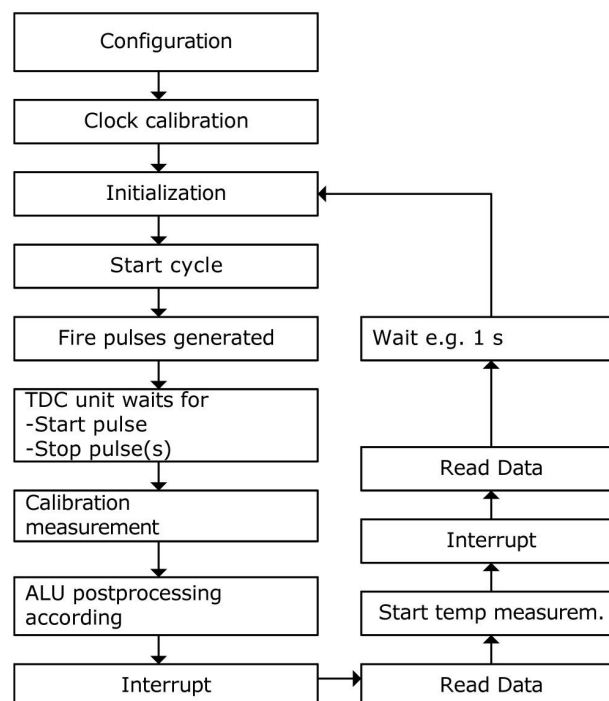 Configuration
Clock calibration
Initialization
Start cycle
Fire pulses generated
TDC unit waits for
-Start pulse
-Stop pulse(s)
Calibration
measurement
ALU postprocessing
according
Interrupt
Read Data
Start temp measurem.
Interrupt
Read Data
Wait e.g. 1 s